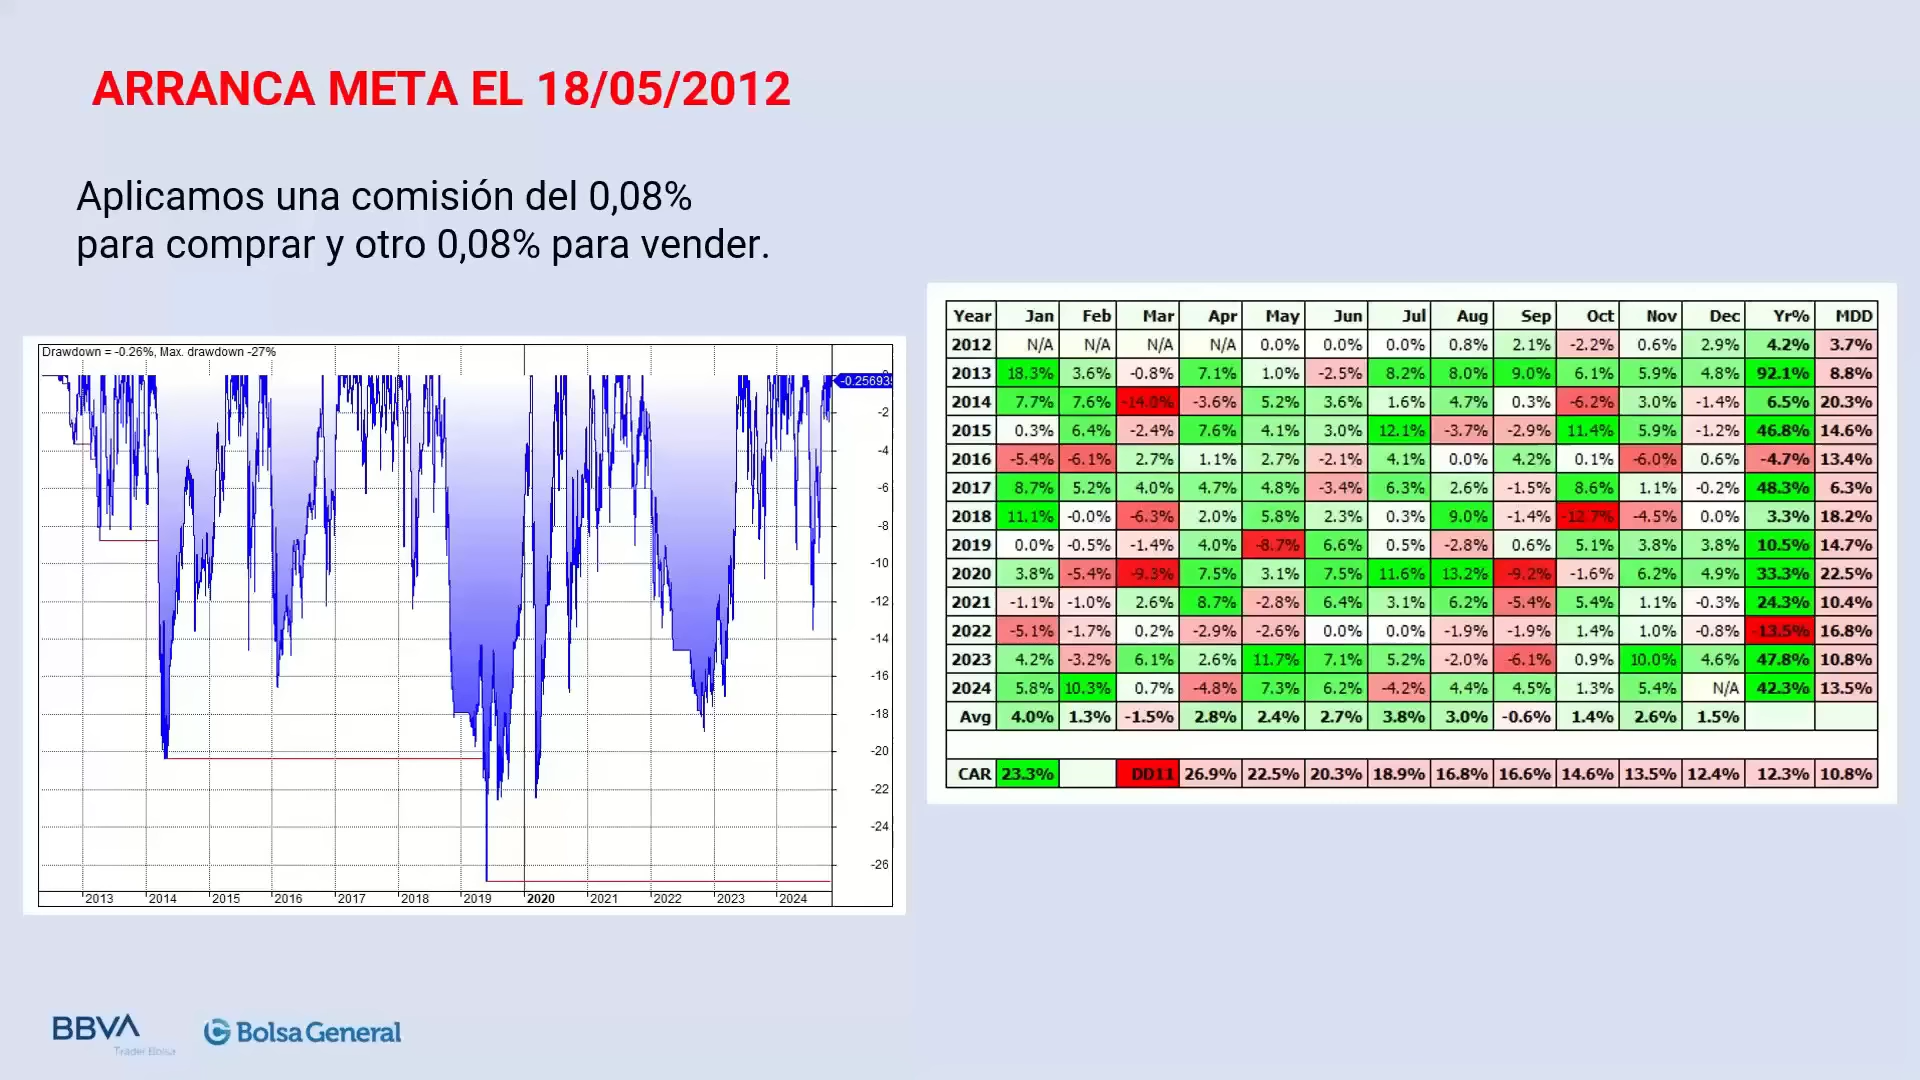 ARRANCA META EL 18/05/2012
Aplicamos una comisión del 0,08%
para comprar y otro 0,08% para vender.
Drawdown = -0.26%, Max. drawdown -27%
-0.25693
-2
-4
-6
-8
-10
-12
-14
-16
-18
-20
-22
-24
-26
2013 2014 2015 2016 2017 2018 2019 2020 2021 2022 2023 2024
Year Jan Feb Mar Apr May Jun Jul Aug Sep Oct Nov Dec Yr% MDD
2012 N/A N/A N/A N/A 0.0% 0.0% 0.0% 0.8% 2.1% -2.2% 0.6% 2.9% 4.2% 3.7%
2013 18.3% 3.6% -0.8% 7.1% 1.0% -2.5% 8.2% 8.0% 9.0% 6.1% 5.9% 4.8% 92.1% 8.8%
2014 7.7% 7.6% -14.0% -3.6% 5.2% 3.6% 1.6% 4.7% 0.3% -6.2% 3.0% -1.4% 6.5% 20.3%
2015 0.3% 6.4% -2.4% 7.6% 4.1% 3.0% 12.1% -3.7% -2.9% 11.4% 5.9% -1.2% 46.8% 14.6%
2016 -5.4% -6.1% 2.7% 1.1% 2.7% -2.1% 4.1% 0.0% 4.2% 0.1% -6.0% 0.6% -4.7% 13.4%
2017 8.7% 5.2% 4.0% 4.7% 4.8% -3.4% 6.3% 2.6% -1.5% 8.6% 1.1% -0.2% 48.3% 6.3%
2018 11.1% -0.0% -6.3% 2.0% 5.8% 2.3% 0.3% 9.0% -1.4% -12.7% -4.5% 0.0% 3.3% 18.2%
2019 0.0% -0.5% -1.4% 4.0% -8.7% 6.6% 0.5% -2.8% 0.6% 5.1% 3.8% 3.8% 10.5% 14.7%
2020 3.8% -5.4% -9.3% 7.5% 3.1% 7.5% 11.6% 13.2% -9.2% -1.6% 6.2% 4.9% 33.3% 22.5%
2021 -1.1% -1.0% 2.6% 8.7% -2.8% 6.4% 3.1% 6.2% -5.4% 5.4% 1.1% -0.3% 24.3% 10.4%
2022 -5.1% -1.7% 0.2% -2.9% -2.6% 0.0% 0.0% -1.9% -1.9% 1.4% 1.0% -0.8% -13.5% 16.8%
2023 4.2% -3.2% 6.1% 2.6% 11.7% 7.1% 5.2% -2.0% -6.1% 0.9% 10.0% 4.6% 47.8% 10.8%
2024 5.8% 10.3% 0.7% -4.8% 7.3% 6.2% -4.2% 4.4% 4.5% 1.3% 5.4% N/A 42.3% 13.5%
Avg 4.0% 1.3% -1.5% 2.8% 2.4% 2.7% 3.8% 3.0% -0.6% 1.4% 2.6% 1.5%
CAR 23.3% DD11 26.9% 22.5% 20.3% 18.9% 16.8% 16.6% 14.6% 13.5% 12.4% 12.3% 10.8%
BBVA
Trader Bolsa
Bolsa General